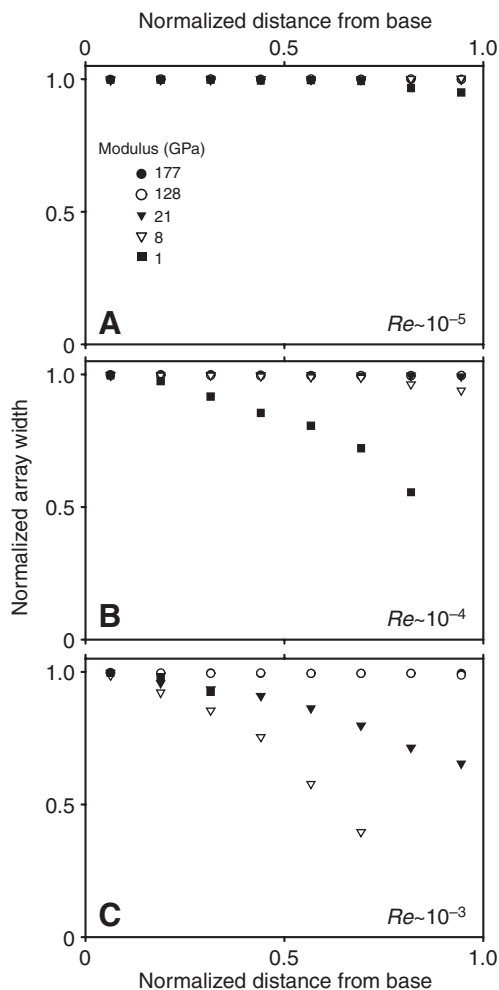 Normalized distance from base
0 0.5 1.0
1.0
Modulus (GPa)
177
128
21
8
1
0.5
A Re~10⁻⁵
0
1.0
Normalized array width
0.5
B Re~10⁻⁴
0
1.0
0.5
C Re~10⁻³
0
0 0.5 1.0
Normalized distance from base